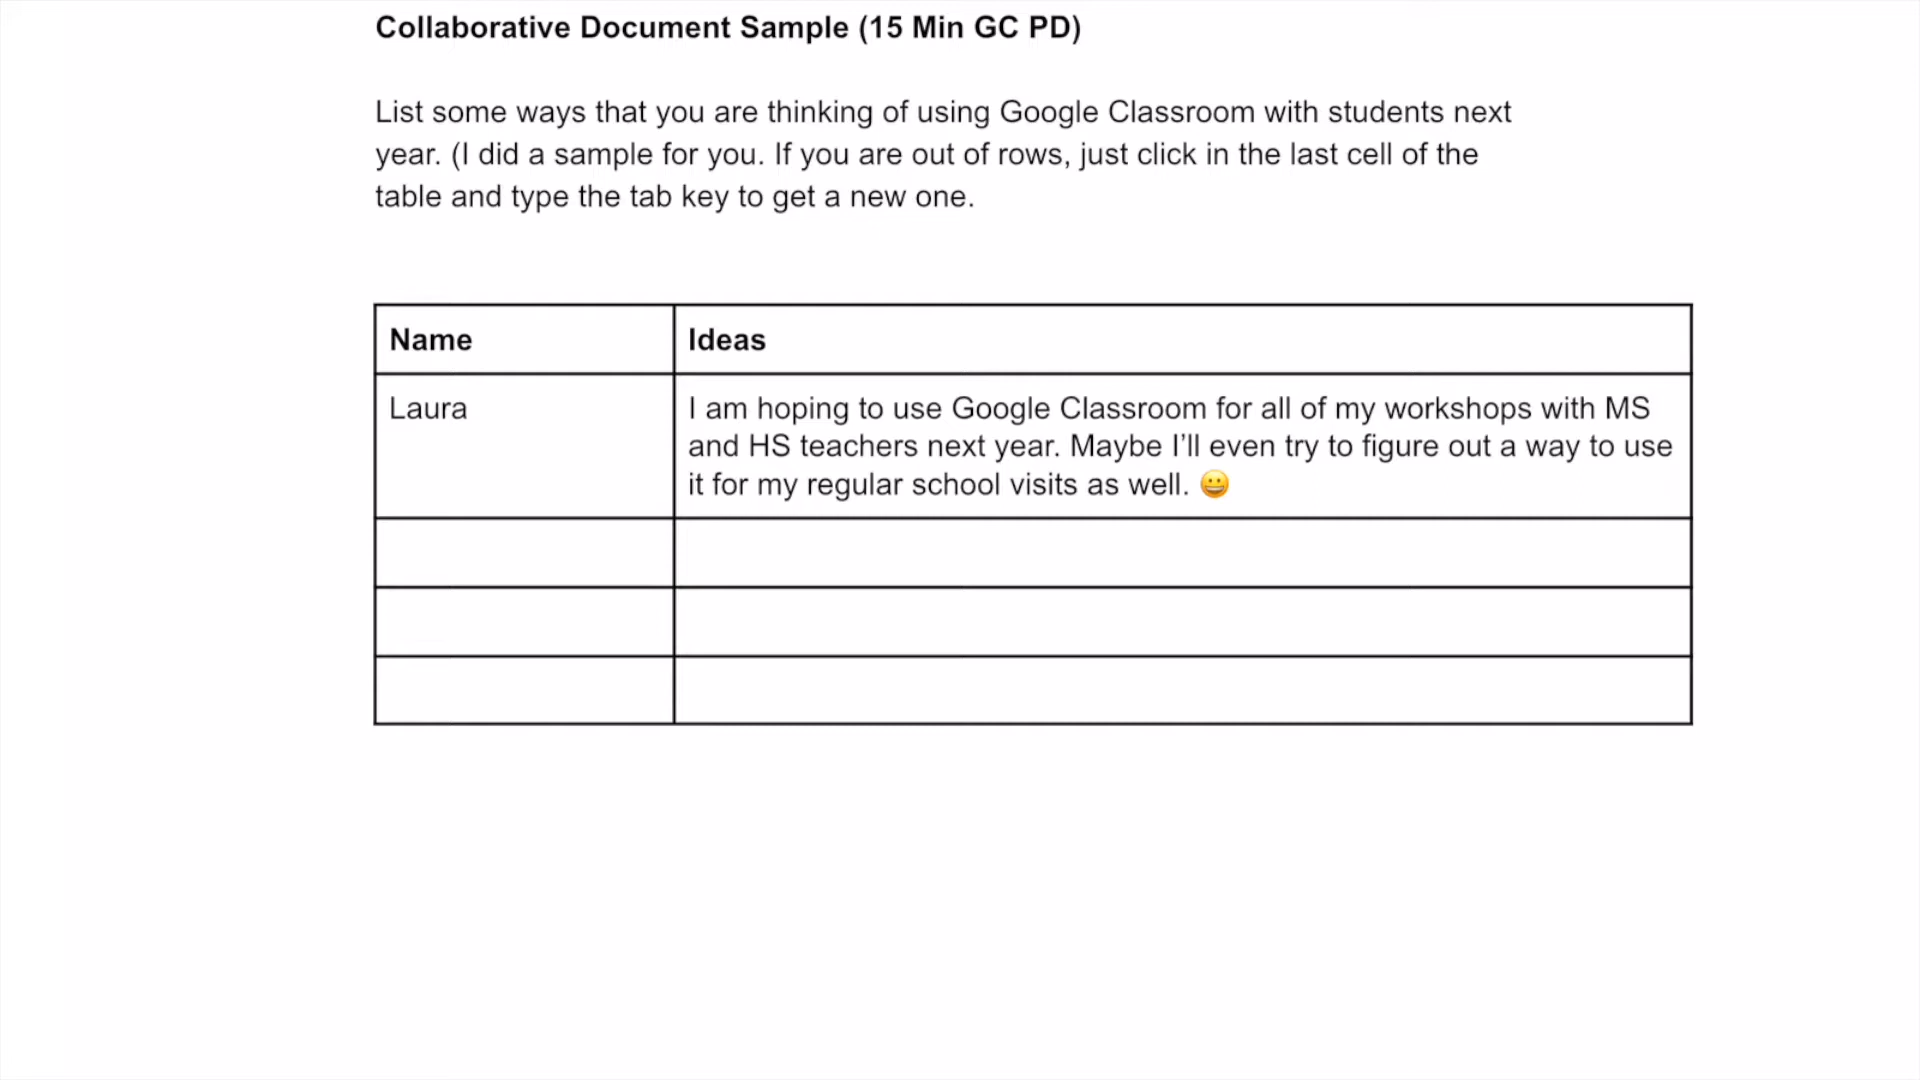 Collaborative Document Sample (15 Min GC PD)
List some ways that you are thinking of using Google Classroom with students next
year. (I did a sample for you. If you are out of rows, just click in the last cell of the
table and type the tab key to get a new one.
Name Ideas
Laura I am hoping to use Google Classroom for all of my workshops with MS
and HS teachers next year. Maybe I’ll even try to figure out a way to use
it for my regular school visits as well. 😀